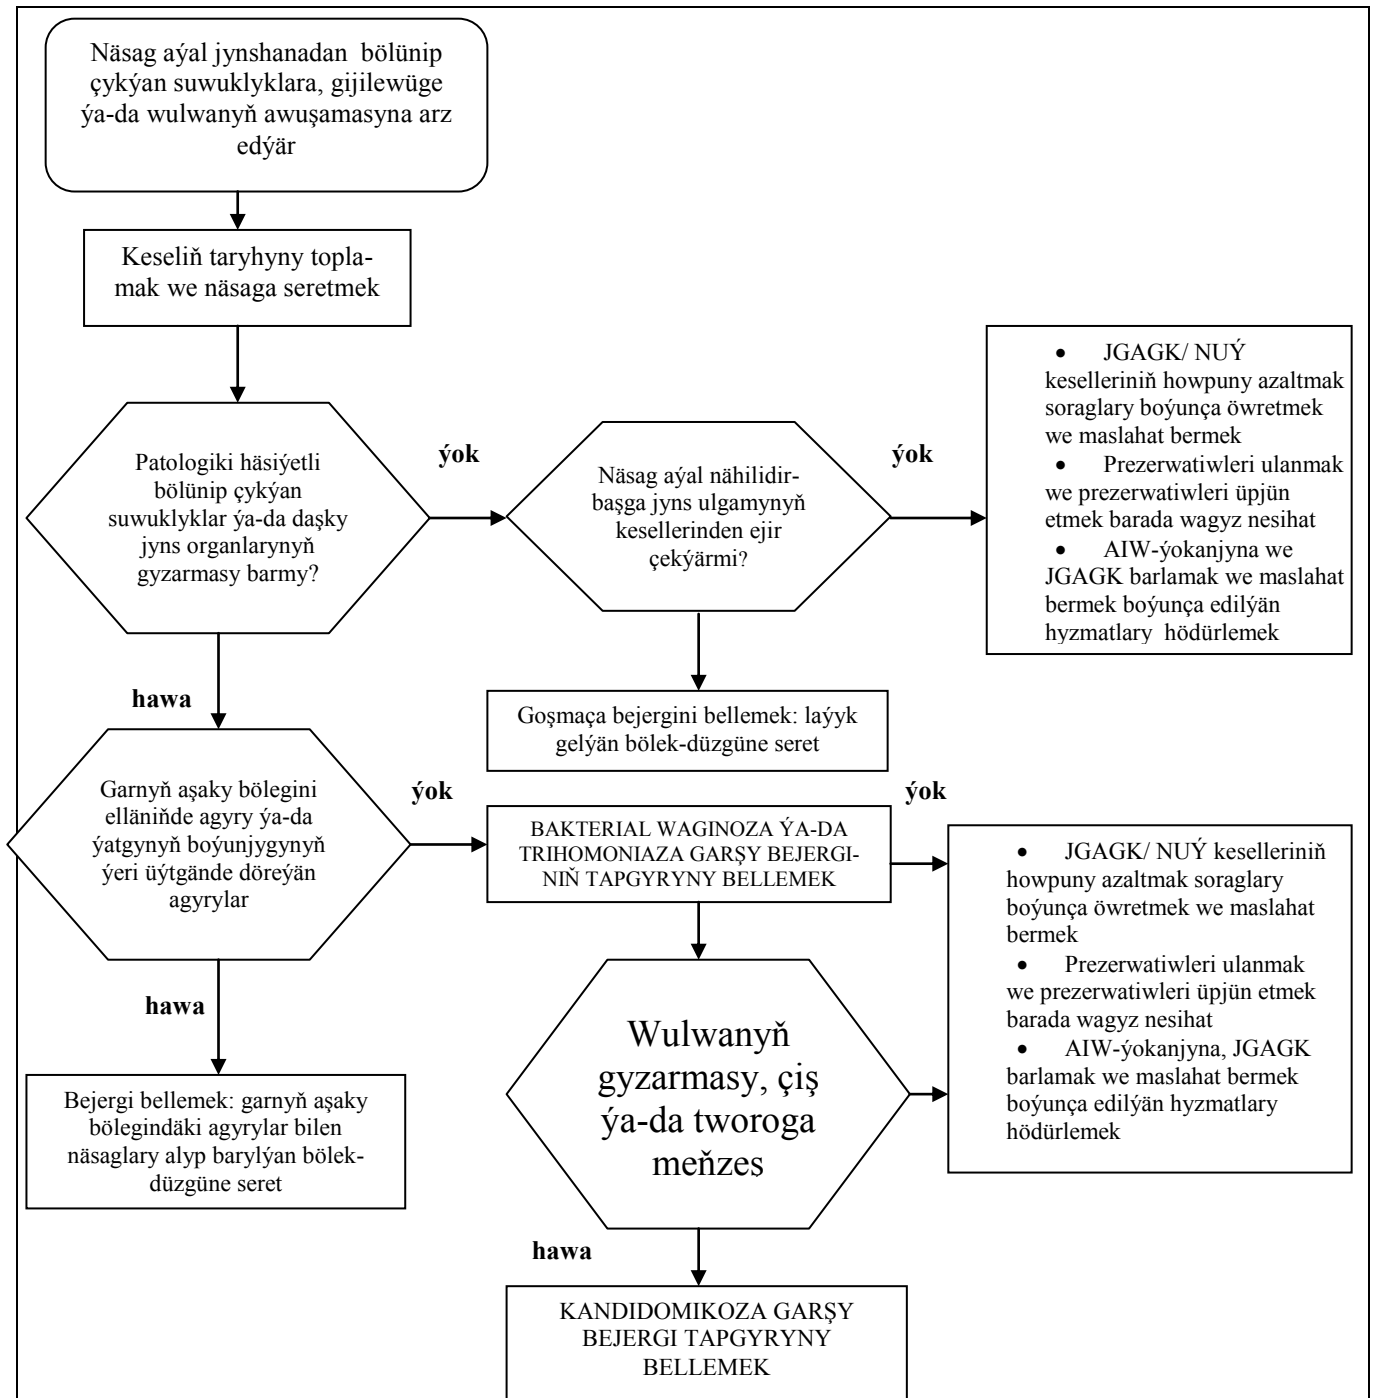 Näsag aýal jynshanadan bölünip
çykýan suwuklyklara, gijilewüge
ýa-da wulwanyň awuşamasyna arz
edýär
Keseliň taryhyny topla-
mak we näsaga seretmek
Patologiki häsiýetli
bölünip çykýan
suwuklyklar ýa-da daşky
jyns organlarynyň
gyzarmasy barmy?
ýok
Näsag aýal nähilidir-
başga jyns ulgamynyň
kesellerinden ejir
çekýärmi?
ýok
• JGAGK/ NUÝ
keselleriniň howpuny azaltmak
soraglary boýunça öwretmek
we maslahat bermek
• Prezerwatiwleri ulanmak
we prezerwatiwleri üpjün
etmek barada wagyz nesihat
• AIW-ýokanjyna we
JGAGK barlamak we maslahat
bermek boýunça edilýän
hyzmatlary hödürlemek
hawa
Goşmaça bejergini bellemek: laýyk
gelýän bölek-düzgüne seret
Garnyň aşaky bölegini
elläniňde agyry ýa-da
ýatgynyň boýunjygynyň
ýeri üýtgände döreýän
agyrylar
ýok
BAKTERIAL WAGINOZA ÝA-DA
TRIHOMONIAZA GARŞY BEJERGI-
NIŇ TAPGYRYNY BELLEMEK
ýok
• JGAGK/ NUÝ keselleriniň
howpuny azaltmak soraglary
boýunça öwretmek we maslahat
bermek
• Prezerwatiwleri ulanmak
we prezerwatiwleri üpjün etmek
barada wagyz nesihat
• AIW-ýokanjyna, JGAGK
barlamak we maslahat bermek
boýunça edilýän hyzmatlary
hödürlemek
hawa
Bejergi bellemek: garnyň aşaky
bölegindäki agyrylar bilen
näsaglary alyp barylýan bölek-
düzgüne seret
Wulwanyň
gyzarmasy, çiş
ýa-da tworoga
meňzeş
hawa
KANDIDOMIKOZA GARŞY
BEJERGI TAPGYRYNY
BELLEMEK